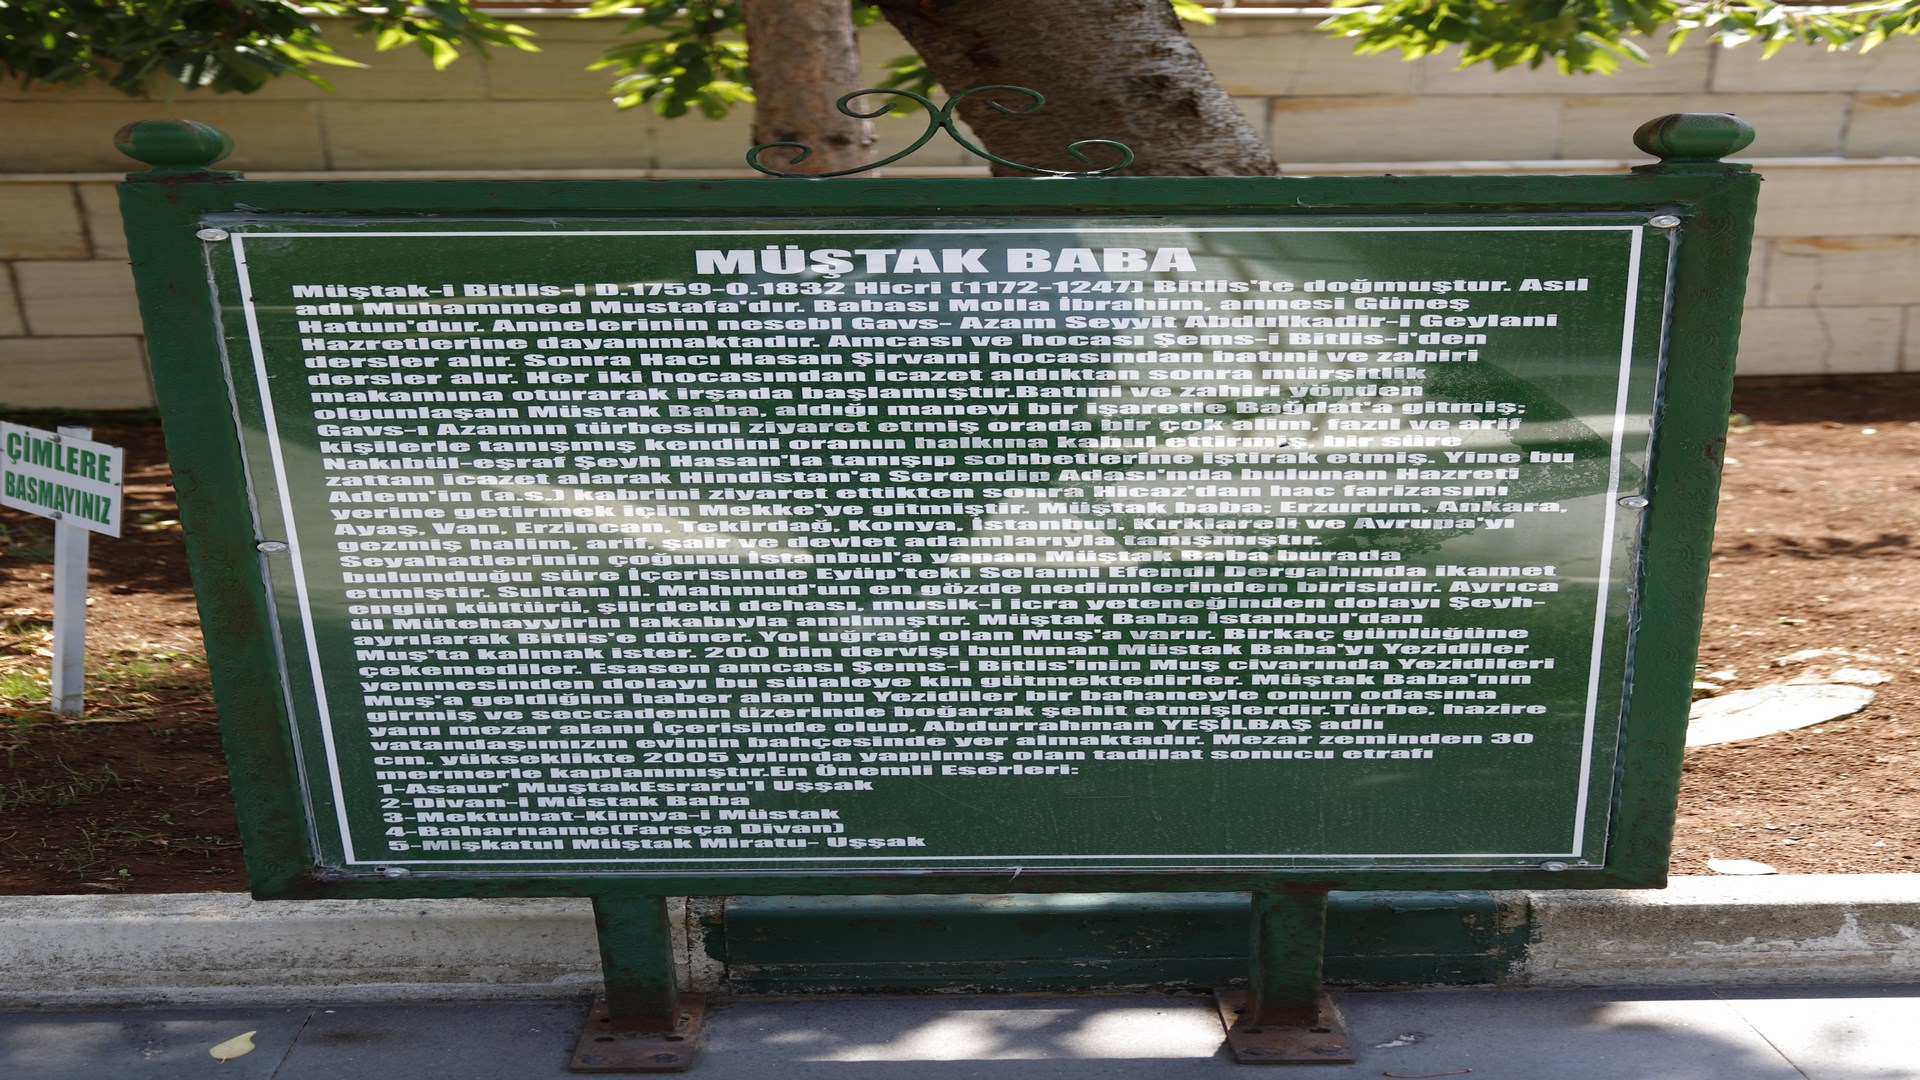 MÜŞTAK BABA
Müştak-i Bitlis-i D.1759-O.1832 Hicri (1172-1247) Bitlis'te doğmuştur. Asıl
adı Muhammed Mustafa'dır. Babası Molla İbrahim, annesi Güneş
Hatun'dur. Annelerinin nesebI Gavs- Azam Seyyit Abdulkadir-i Geylani
Hazretlerine dayanmaktadır. Amcası ve hocası Şems-i Bitlis-i'den
dersler alır. Sonra Hacı Hasan Şirvani hocasından batıni ve zahiri
dersler alır. Her iki hocasından icazet aldıktan sonra mürşitlik
makamına oturarak irşada başlamıştır.Batıni ve zahiri yönden
olgunlaşan Müştak Baba, aldığı manevi bir işaretle Bağdat'a gitmiş;
Gavs-ı Azamın türbesini ziyaret etmiş orada bir çok alim, fazıl ve arif
kişilerle tanışmış kendini oranın halkına kabul ettirmiş, bir süre
Nakıbül-eşraf Şeyh Hasan'la tanışıp sohbetlerine iştirak etmiş. Yine bu
zattan icazet alarak Hindistan'a Serendip Adası'nda bulunan Hazreti
Adem'in (a.s.) kabrini ziyaret ettikten sonra Hicaz'dan hac farizasını
yerine getirmek için Mekke'ye gitmiştir. Müştak baba; Erzurum, Ankara,
Ayaş, Van, Erzincan, Tekirdağ, Konya, İstanbul, Kırklareli ve Avrupa'yı
gezmiş halim, arif, şair ve devlet adamlarıyla tanışmıştır.
Seyahatlerinin çoğunu İstanbul'a yapan Müştak Baba burada
bulunduğu süre İçerisinde Eyüp'teki Selami Efendi Dergahında ikamet
etmiştir. Sultan II. Mahmud'un en gözde nedimlerinden birisidir. Ayrıca
engin kültürü, şiirdeki dehası, musik-i icra yeteneğinden dolayı Şeyh-
ül Mütehayyirin lakabıyla anılmıştır. Müştak Baba İstanbul'dan
ayrılarak Bitlis'e döner. Yol uğrağı olan Muş'a varır. Birkaç günlüğüne
Muş'ta kalmak ister. 200 bin dervişi bulunan Müştak Baba'yı Yezidiler
çekemediler. Esasen amcası Şems-i Bitlis'inin Muş civarında Yezidileri
yenmesinden dolayı bu sülaleye kin gütmektedirler. Müştak Baba'nın
Muş'a geldiğini haber alan bu Yezidiler bir bahaneyle onun odasına
girmiş ve seccadenin üzerinde boğarak şehit etmişlerdir.Türbe, hazire
yani mezar alanı İçerisinde olup, Abdurrahman YEŞİLBAŞ adlı
vatandaşımızın evinin bahçesinde yer almaktadır. Mezar zeminden 30
cm. yükseklikte 2005 yılında yapılmış olan tadilat sonucu etrafı
mermerle kaplanmıştır.En Önemli Eserleri:
1-Asaur' MuştakEsraru'l Uşşak
2-Divan-i Müstak Baba
3-Mektubat-Kimya-i Müstak
4-Baharname(Farsça Divan)
5-Mişkatul Müştak Miratu- Uşşak
ÇİMLERE
BASMAYINIZ